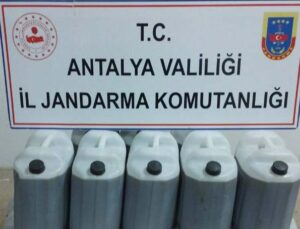 T.C.
ANTALYA VALİLİĞİ
İL JANDARMA KOMUTANLIĞI